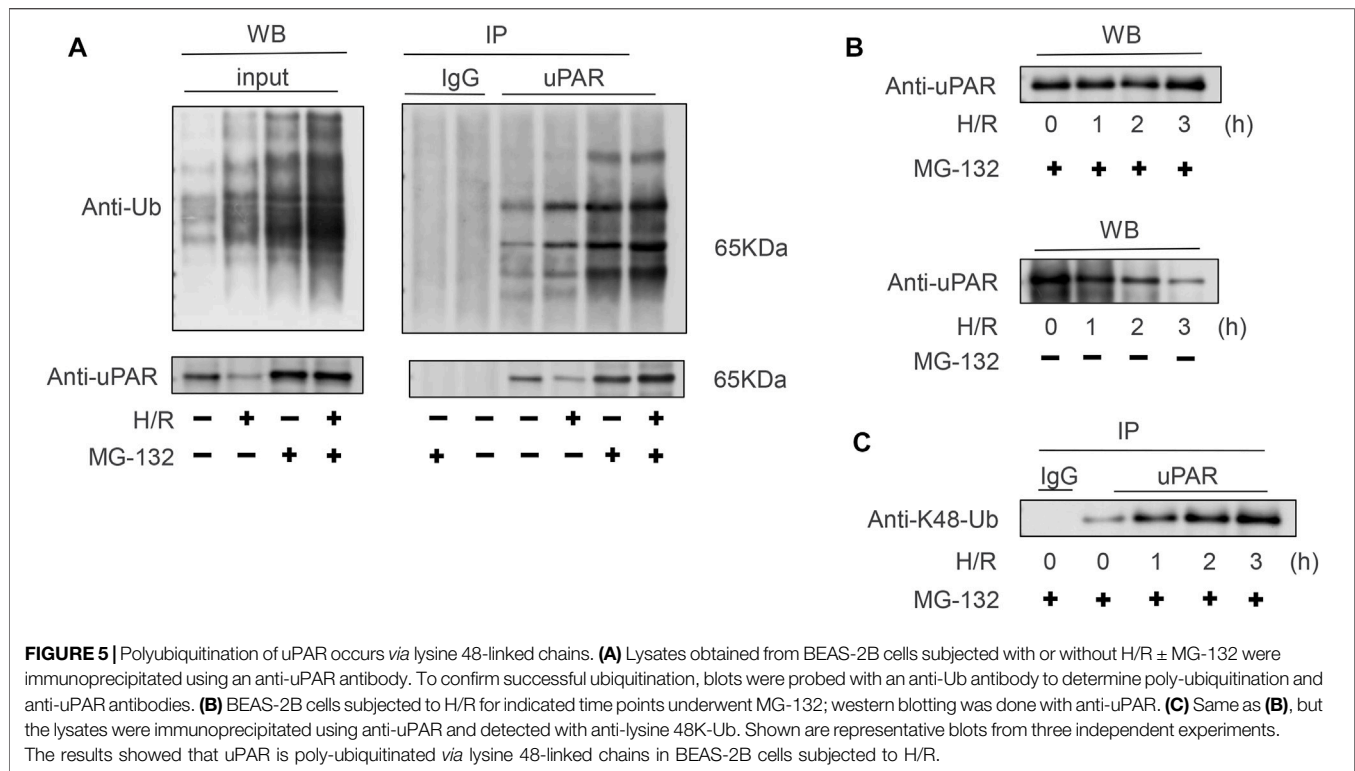 A
WB
IP
input
IgG
uPAR
Anti-Ub
65KDa
Anti-uPAR
65KDa
H/R − + − + − − − + − +
MG-132 − − + + + − − − + +
B
WB
Anti-uPAR
H/R 0 1 2 3 (h)
MG-132 + + + +
WB
Anti-uPAR
H/R 0 1 2 3 (h)
MG-132 − − − −
C
IP
IgG
uPAR
Anti-K48-Ub
H/R 0 0 1 2 3 (h)
MG-132 + + + + +
FIGURE 5 | Polyubiquitination of uPAR occurs via lysine 48-linked chains. (A) Lysates obtained from BEAS-2B cells subjected with or without H/R ± MG-132 were
immunoprecipitated using an anti-uPAR antibody. To confirm successful ubiquitination, blots were probed with an anti-Ub antibody to determine poly-ubiquitination and
anti-uPAR antibodies. (B) BEAS-2B cells subjected to H/R for indicated time points underwent MG-132; western blotting was done with anti-uPAR. (C) Same as (B), but
the lysates were immunoprecipitated using anti-uPAR and detected with anti-lysine 48K-Ub. Shown are representative blots from three independent experiments.
The results showed that uPAR is poly-ubiquitinated via lysine 48-linked chains in BEAS-2B cells subjected to H/R.